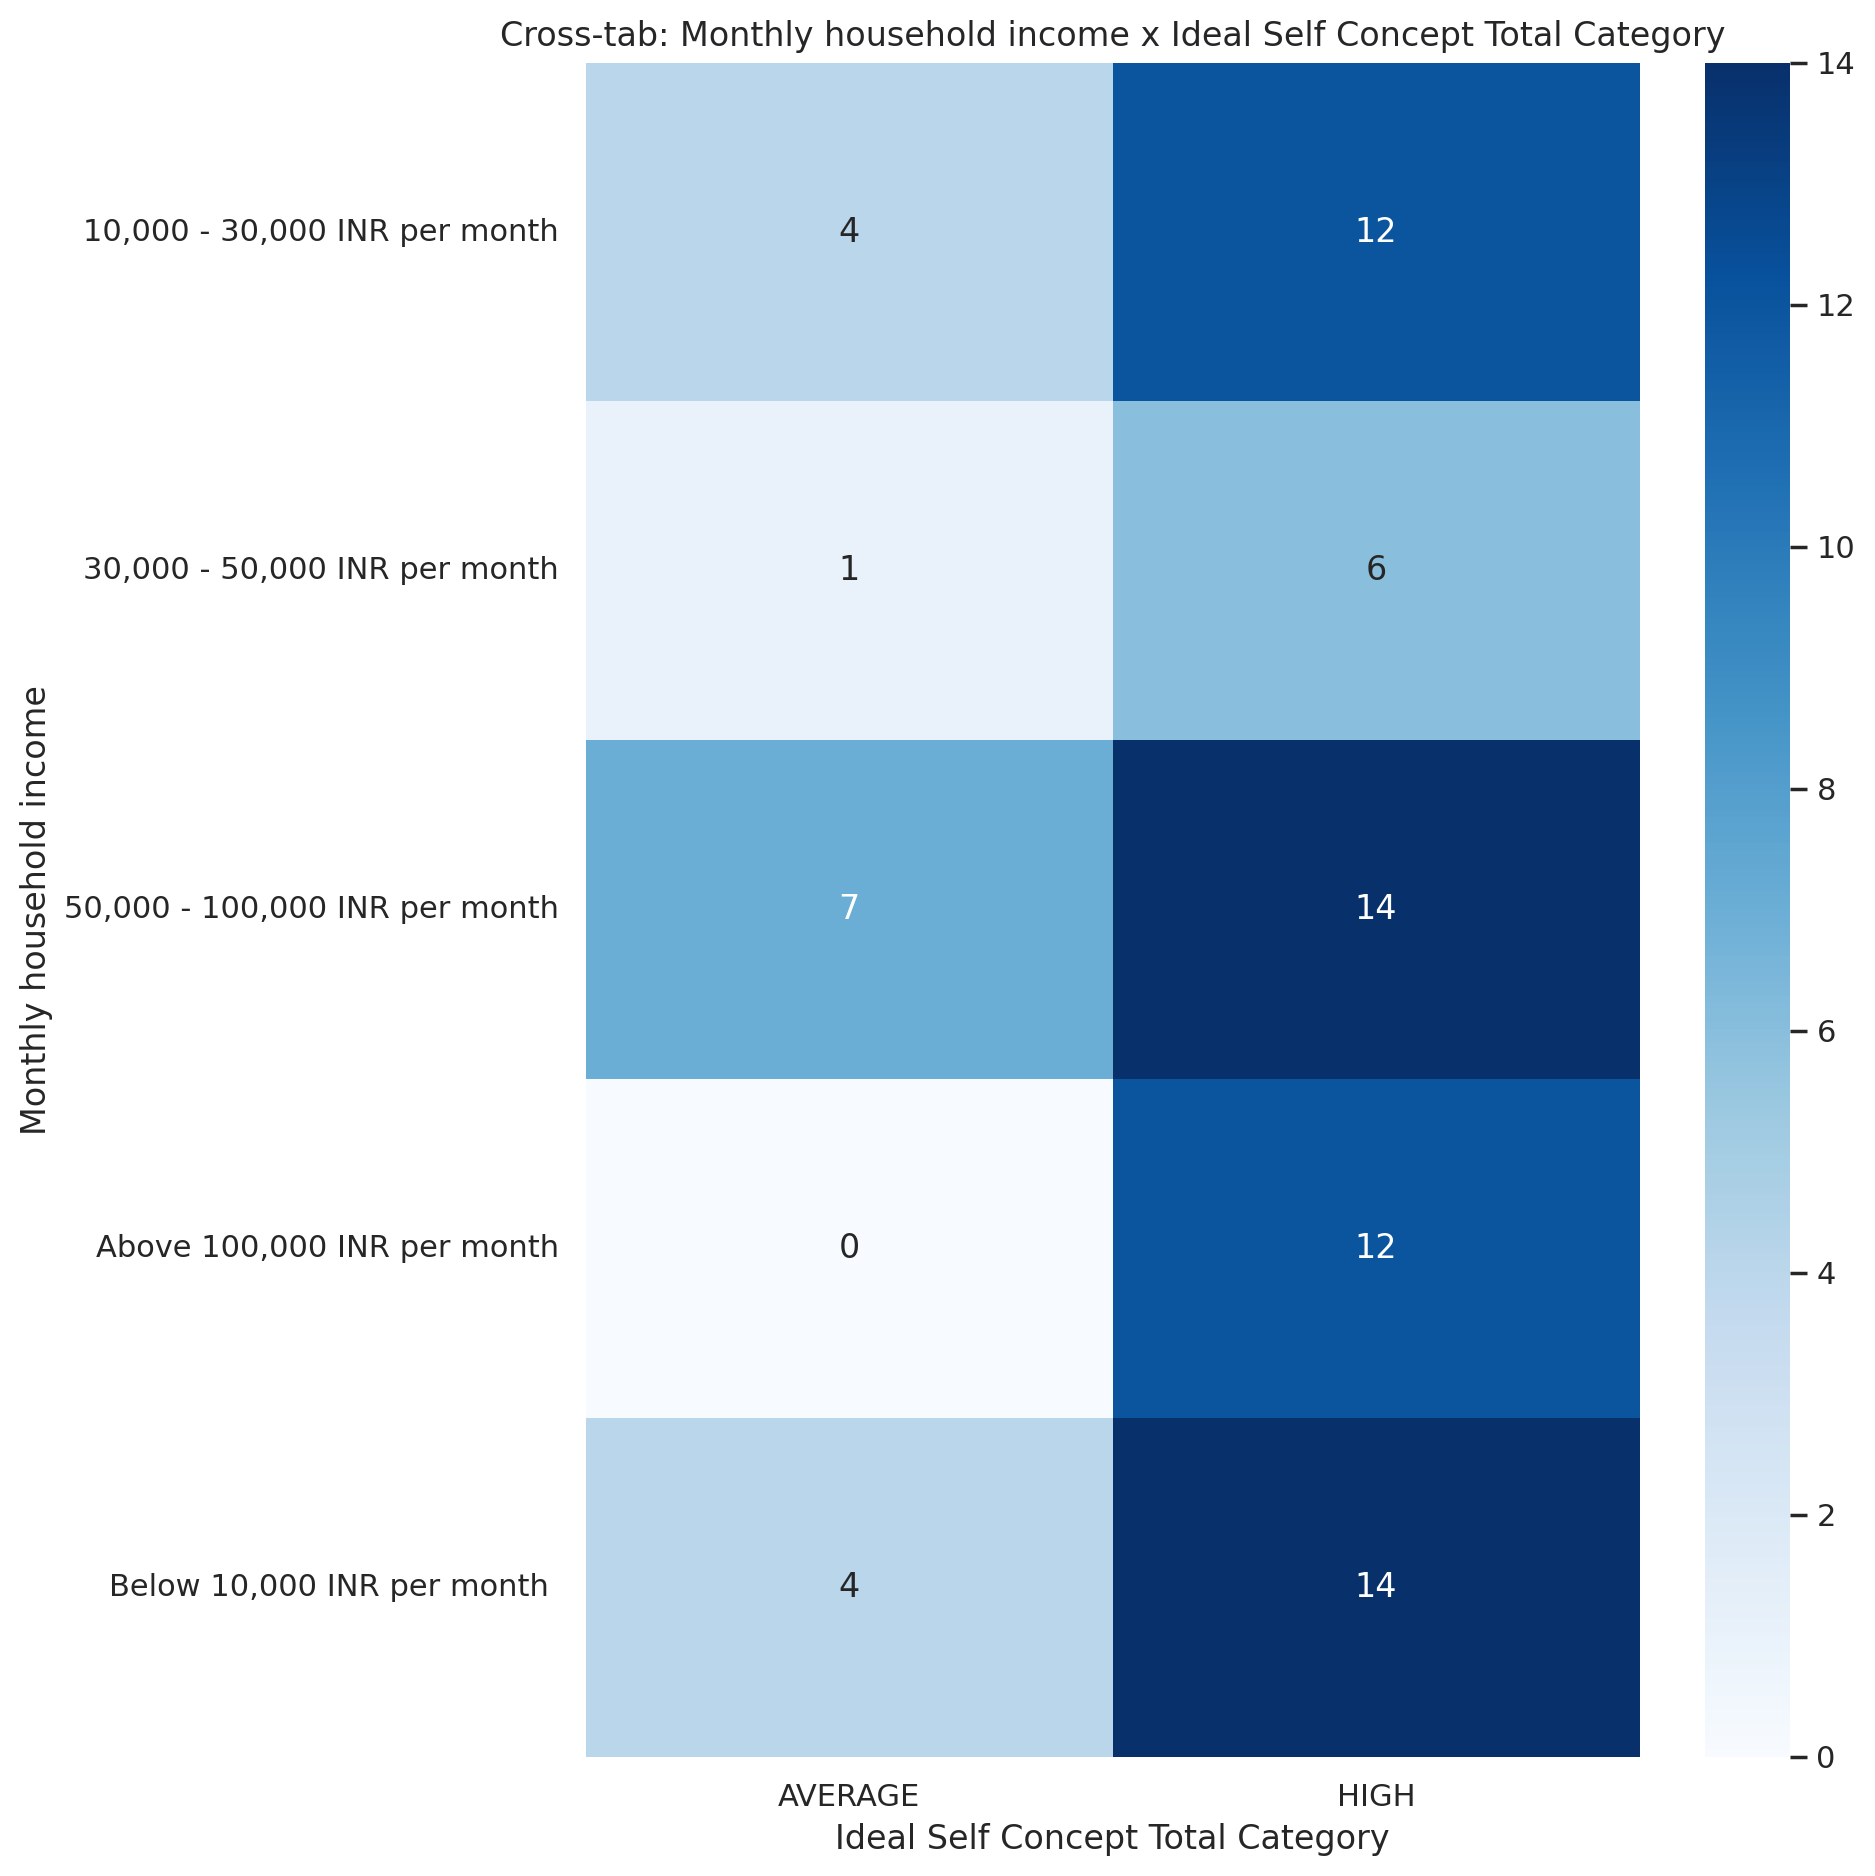 Cross-tab: Monthly household income x Ideal Self Concept Total Category
14
10,000 - 30,000 INR per month
4
12
12
30,000 - 50,000 INR per month
1
6
10
Monthly household income
8
50,000 - 100,000 INR per month
7
14
6
Above 100,000 INR per month
0
12
4
2
Below 10,000 INR per month
4
14
0
AVERAGE
HIGH
Ideal Self Concept Total Category